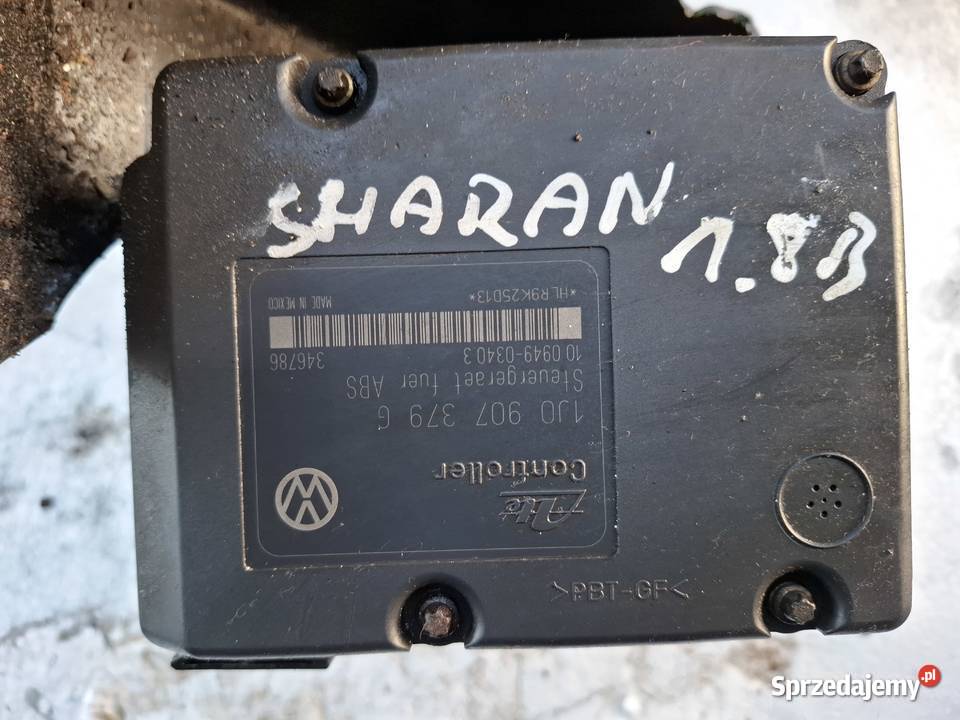 SHARAN
1.8B
Ate
Controller
1J0 907 379 G
Steuergeraet fuer ABS
10.0949-0340.3 346786
*HL R9K25D13* MADE IN MEXICO
>PBT-GF<
Sprzedajemy.pl